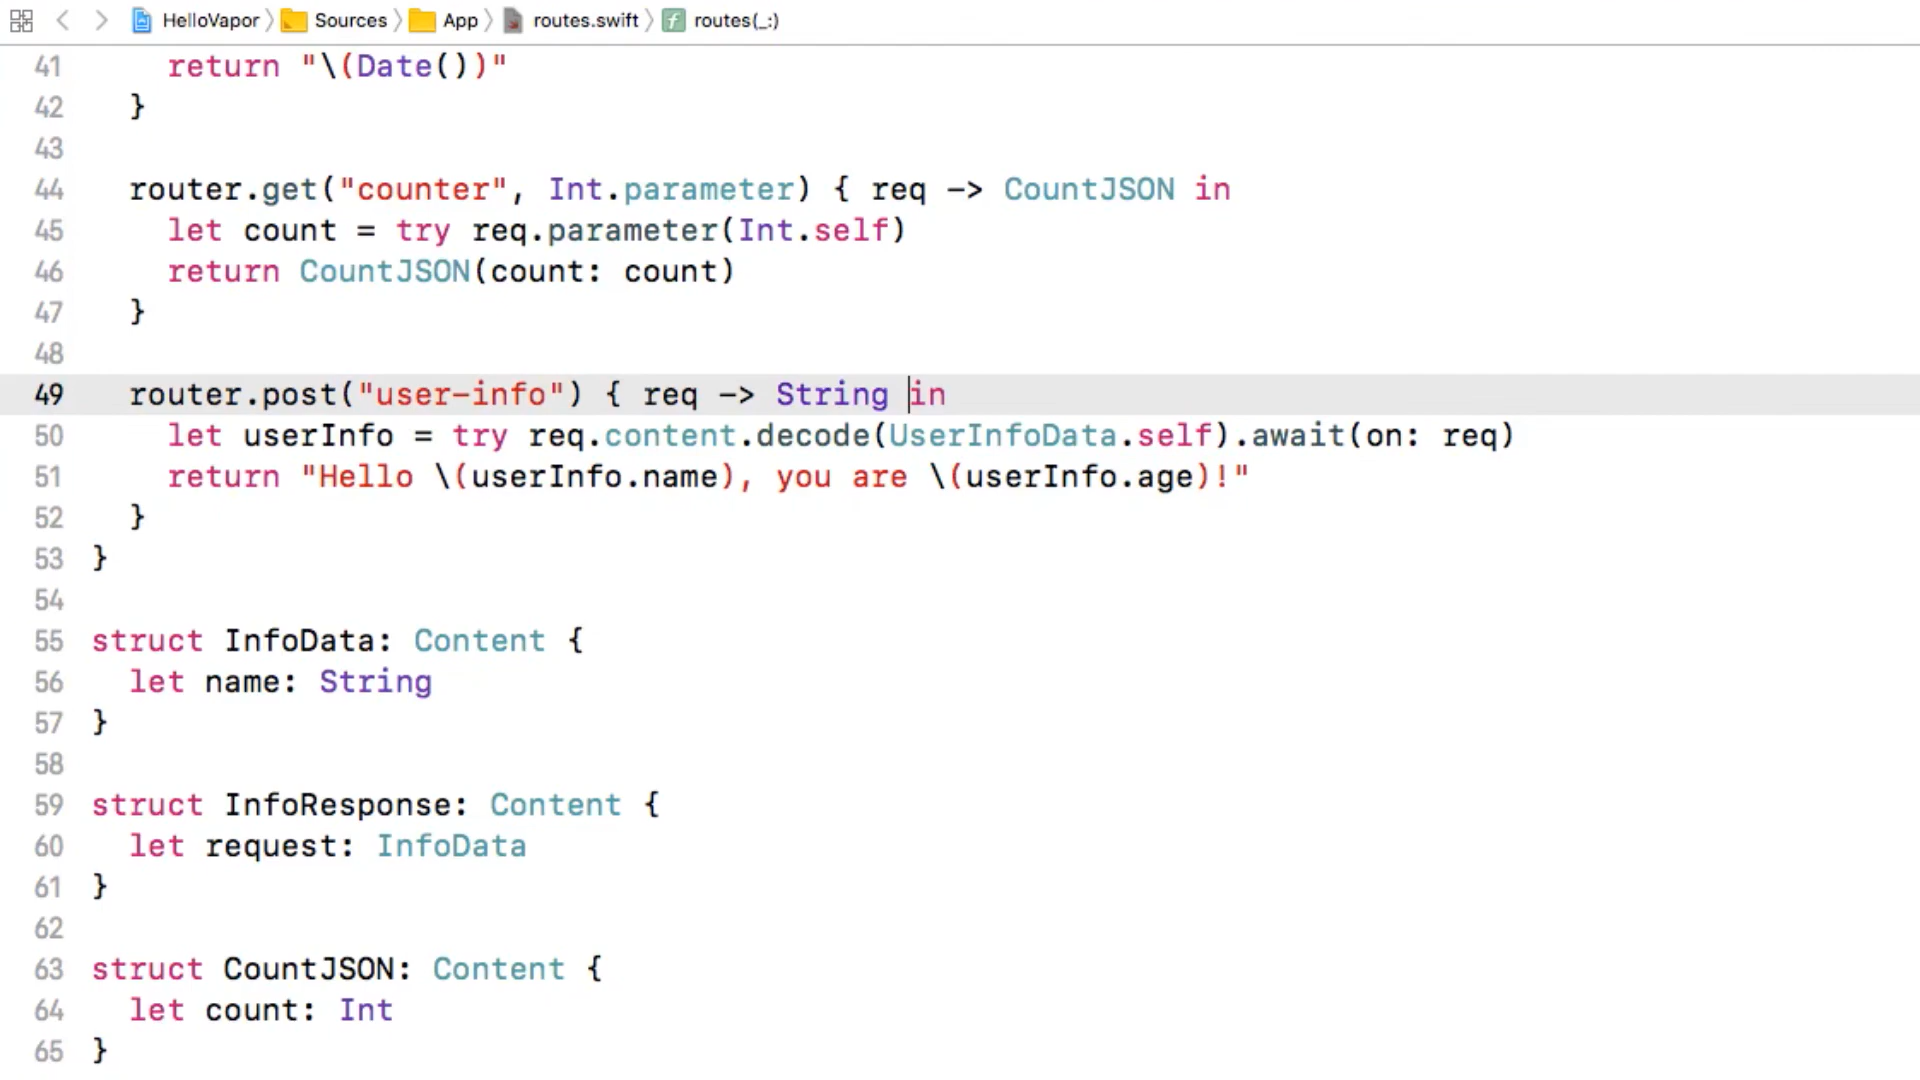 HelloVapor Sources App routes.swift routes(_:)
41 return "\(Date())"
42 }
43
44 router.get("counter", Int.parameter) { req -> CountJSON in
45 let count = try req.parameter(Int.self)
46 return CountJSON(count: count)
47 }
48
49 router.post("user-info") { req -> String in
50 let userInfo = try req.content.decode(UserInfoData.self).await(on: req)
51 return "Hello \(userInfo.name), you are \(userInfo.age)!"
52 }
53 }
54
55 struct InfoData: Content {
56 let name: String
57 }
58
59 struct InfoResponse: Content {
60 let request: InfoData
61 }
62
63 struct CountJSON: Content {
64 let count: Int
65 }